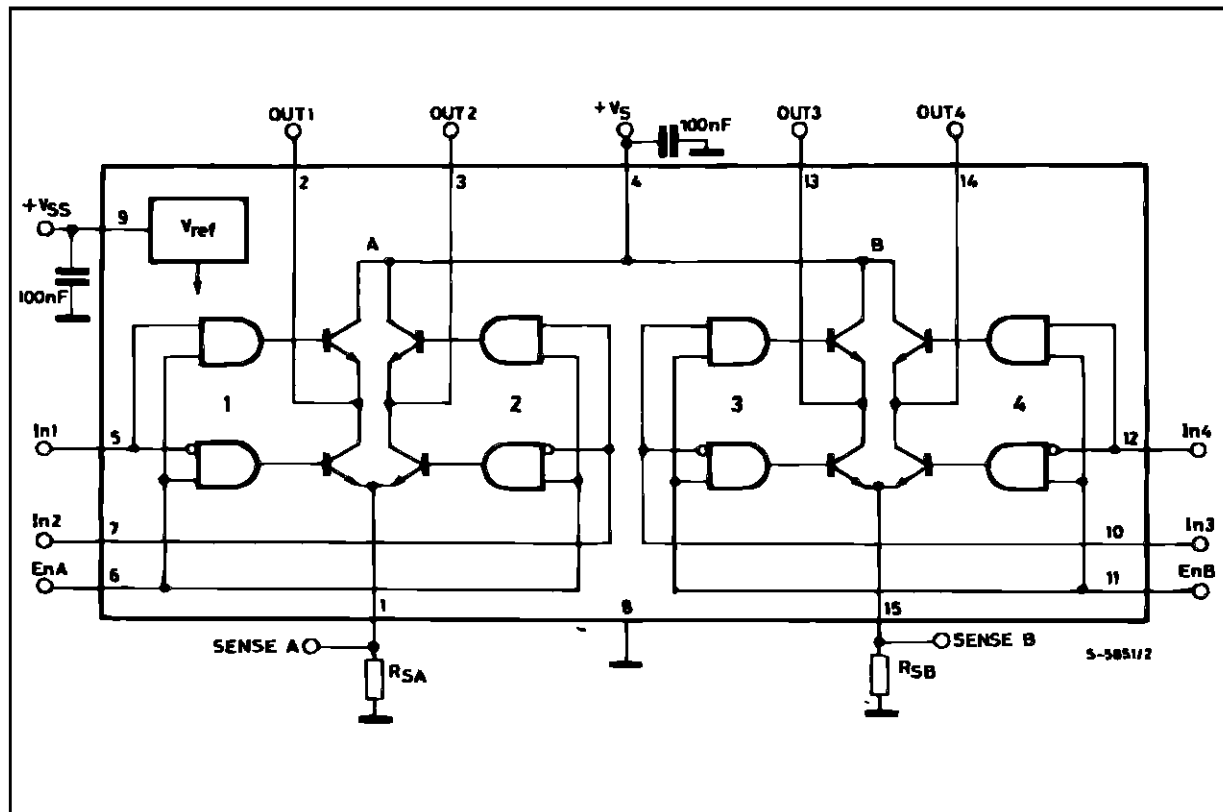 OUT1
OUT2
+VS
100nF
OUT3
OUT4
2
3
4
13
14
+VSS
9
Vref
A
B
100nF
1
2
3
4
In1
5
12
In4
In2
7
10
In3
EnA
6
11
EnB
1
8
15
SENSE A
SENSE B
RSA
RSB
S-5851/2